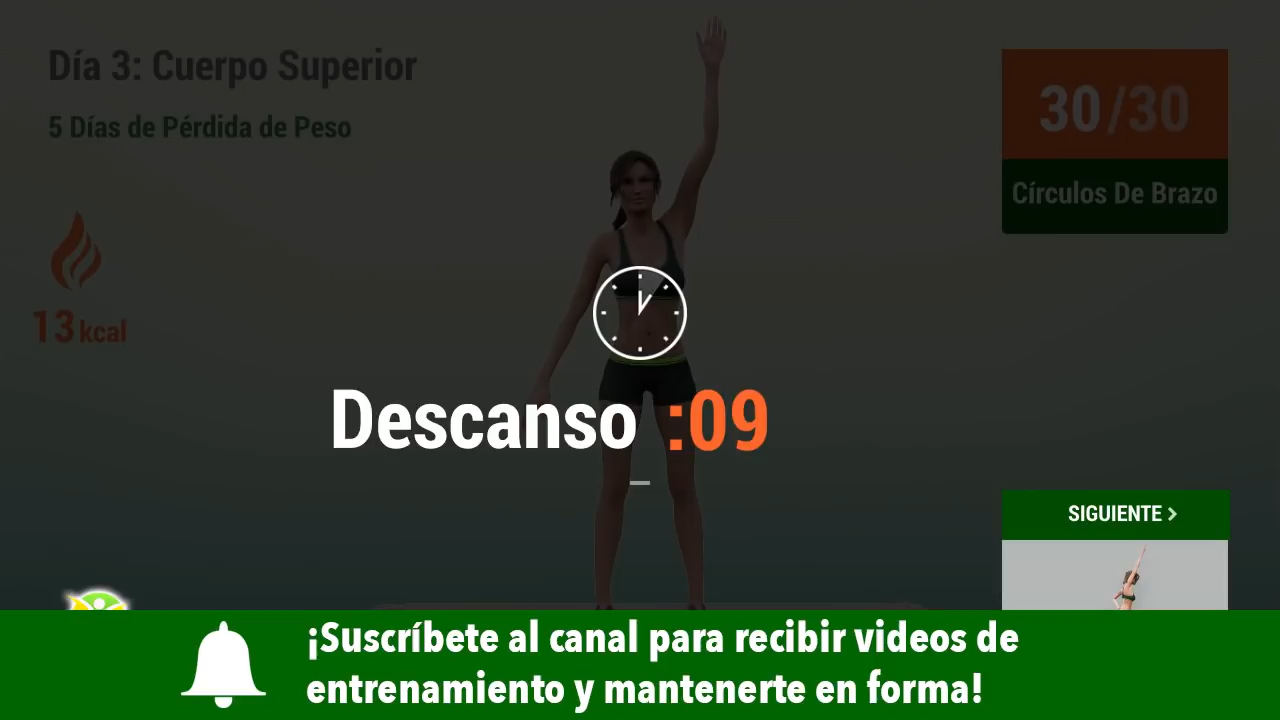 Día 3: Cuerpo Superior
5 Días de Pérdida de Peso
30/30
Círculos De Brazo
13 kcal
Descanso :09
SIGUIENTE >
¡Suscríbete al canal para recibir videos de
entrenamiento y mantenerte en forma!